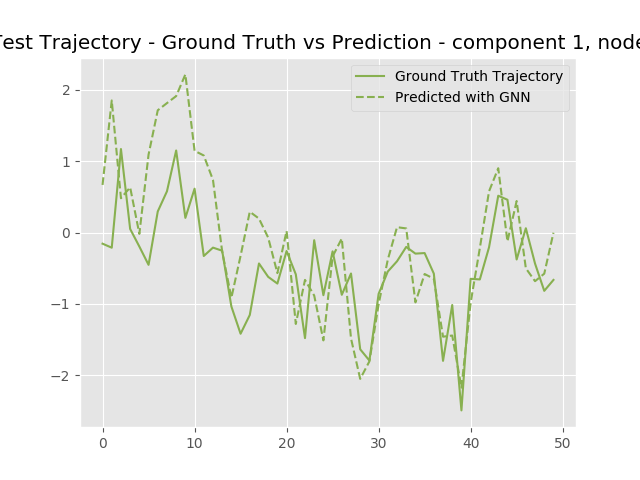 Test Trajectory - Ground Truth vs Prediction - component 1, node
Ground Truth Trajectory
Predicted with GNN
2
1
0
−1
−2
0 10 20 30 40 50